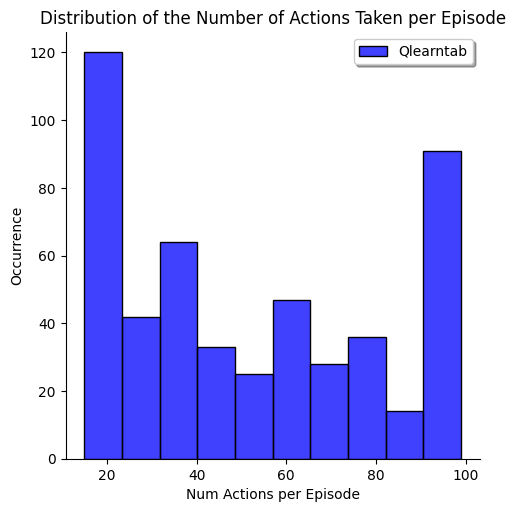 Distribution of the Number of Actions Taken per Episode
Qlearntab
120
100
80
60
40
20
0
Occurrence
20 40 60 80 100
Num Actions per Episode